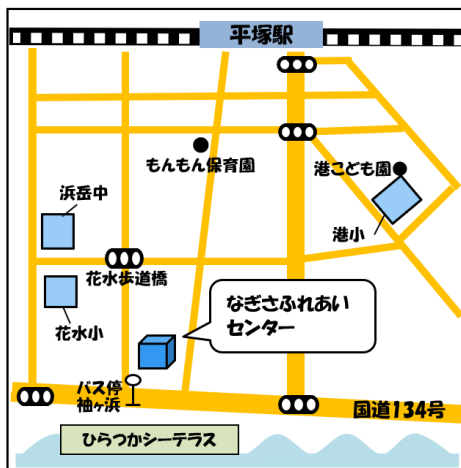 平塚駅
もんもん保育園
港こども園
港小
浜岳中
花水歩道橋
花水小
なぎさふれあい
センター
バス停
袖ヶ浜
国道134号
ひらつかシーテラス